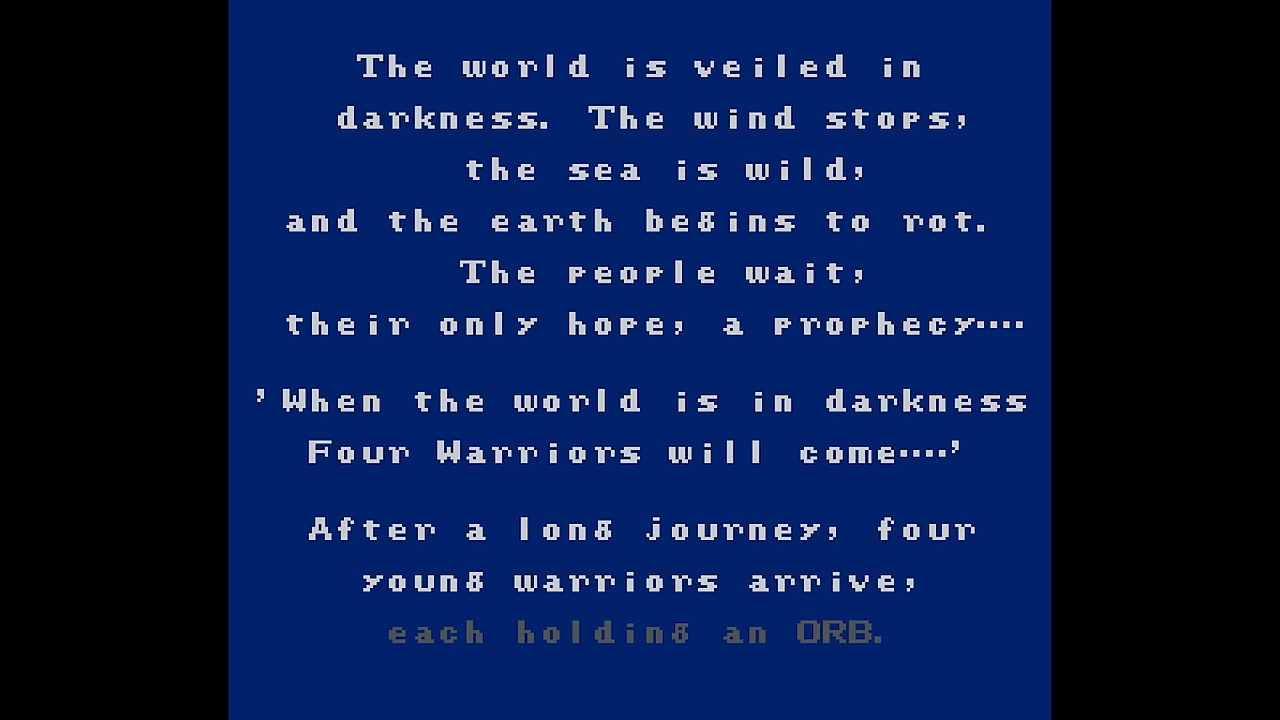 The world is veiled in
darkness. The wind stops,
the sea is wild,
and the earth begins to rot.
The people wait,
their only hope, a prophecy....
'When the world is in darkness
Four Warriors will come....'
After a long journey, four
young warriors arrive,
each holding an ORB.